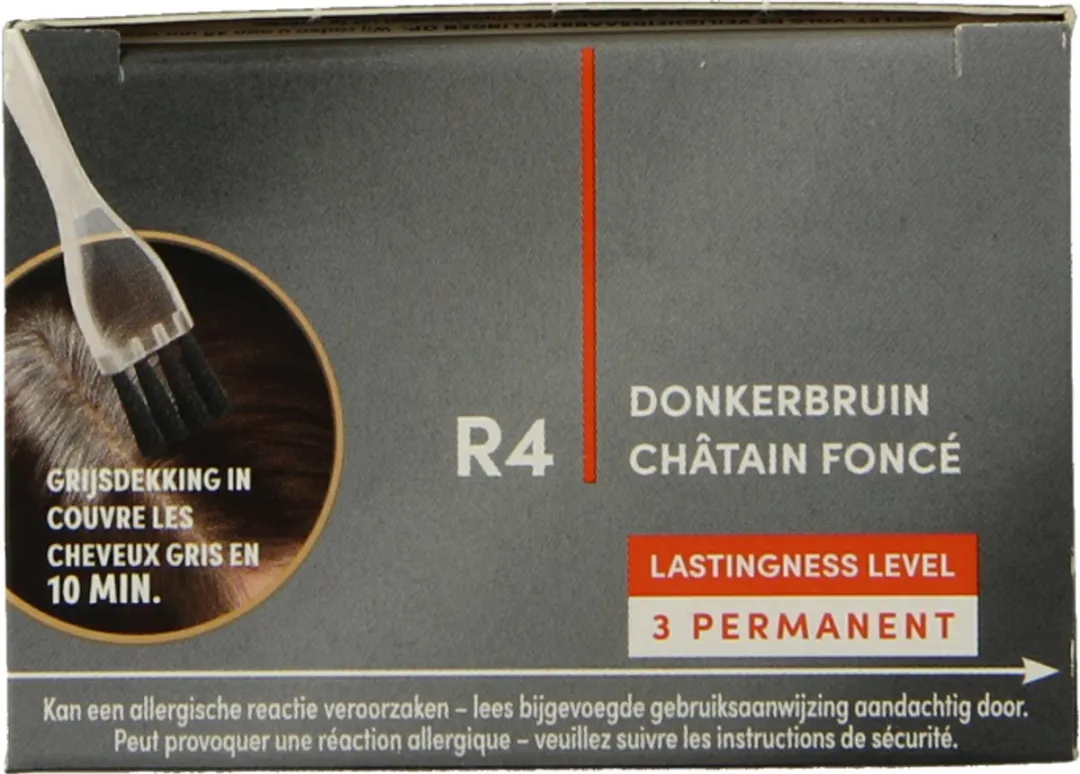 R4
DONKERBRUIN
CHÂTAIN FONCÉ
GRIJSDEKKING IN
COUVRE LES
CHEVEUX GRIS EN
10 MIN.
LASTINGNESS LEVEL
3 PERMANENT
Kan een allergische reactie veroorzaken – lees bijgevoegde gebruiksaanwijzing aandachtig door.
Peut provoquer une réaction allergique – veuillez suivre les instructions de sécurité.